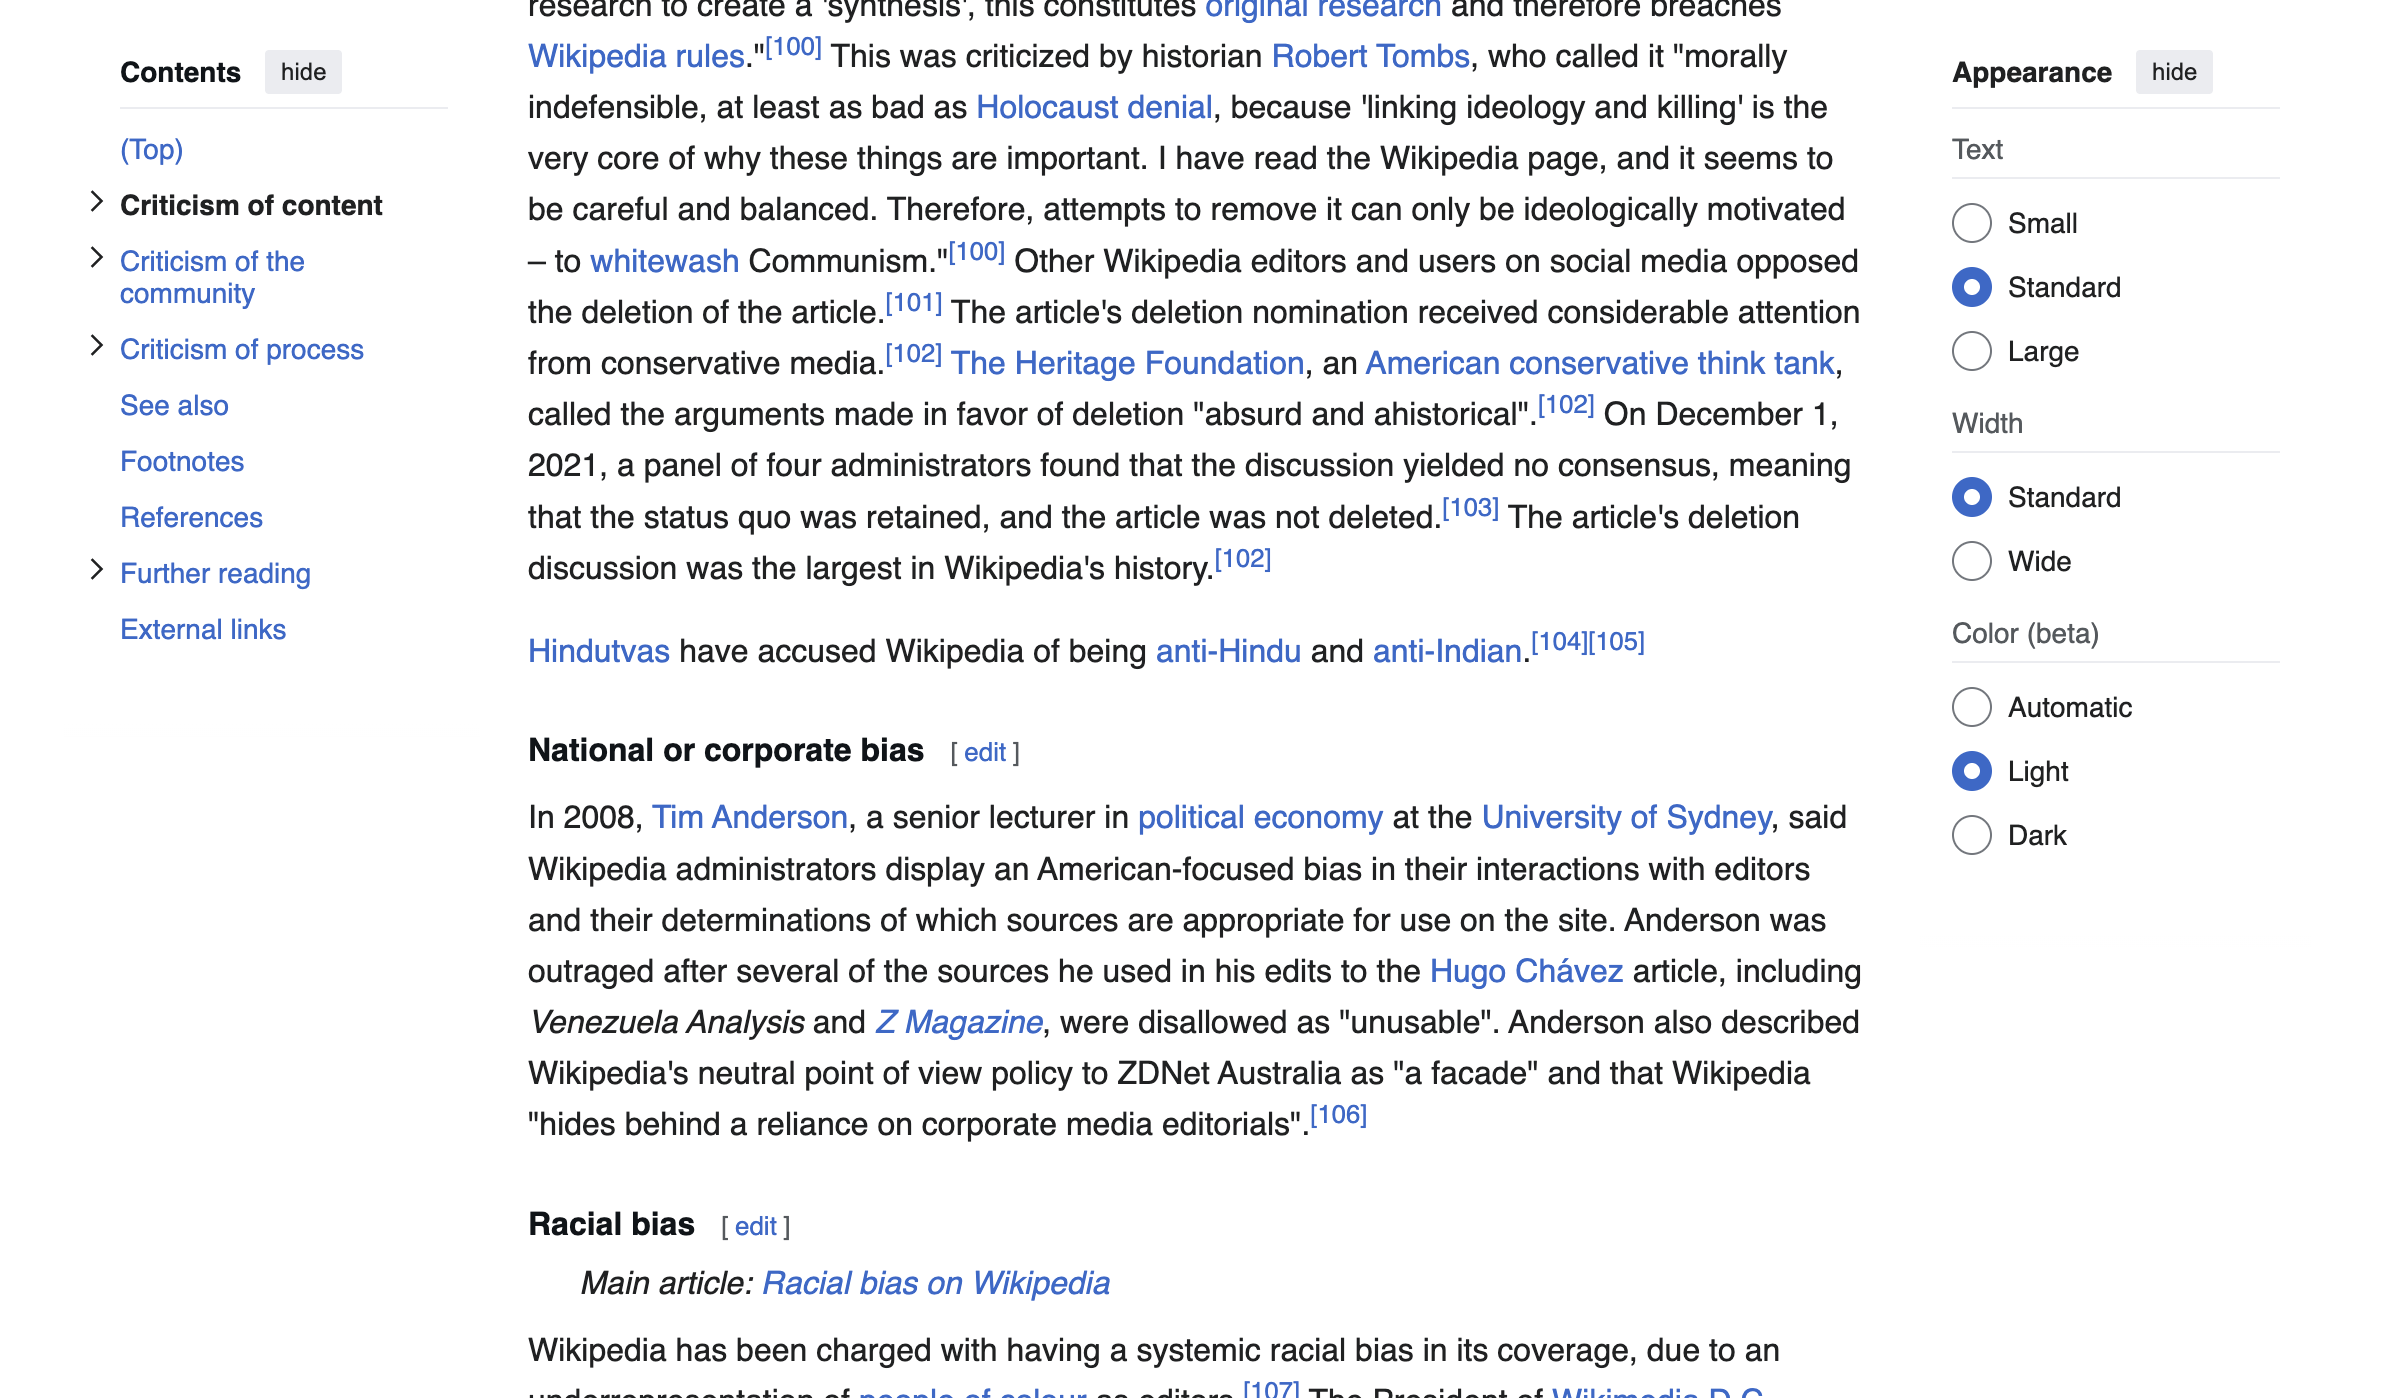 Contents hide
(Top)
Criticism of content
Criticism of the
community
Criticism of process
See also
Footnotes
References
Further reading
External links
research to create a 'synthesis', this constitutes original research and therefore breaches
Wikipedia rules."[100] This was criticized by historian Robert Tombs, who called it "morally
indefensible, at least as bad as Holocaust denial, because 'linking ideology and killing' is the
very core of why these things are important. I have read the Wikipedia page, and it seems to
be careful and balanced. Therefore, attempts to remove it can only be ideologically motivated
– to whitewash Communism."[100] Other Wikipedia editors and users on social media opposed
the deletion of the article.[101] The article's deletion nomination received considerable attention
from conservative media.[102] The Heritage Foundation, an American conservative think tank,
called the arguments made in favor of deletion "absurd and ahistorical".[102] On December 1,
2021, a panel of four administrators found that the discussion yielded no consensus, meaning
that the status quo was retained, and the article was not deleted.[103] The article's deletion
discussion was the largest in Wikipedia's history.[102]
Hindutvas have accused Wikipedia of being anti-Hindu and anti-Indian.[104][105]
National or corporate bias [ edit ]
In 2008, Tim Anderson, a senior lecturer in political economy at the University of Sydney, said
Wikipedia administrators display an American-focused bias in their interactions with editors
and their determinations of which sources are appropriate for use on the site. Anderson was
outraged after several of the sources he used in his edits to the Hugo Chávez article, including
Venezuela Analysis and Z Magazine, were disallowed as "unusable". Anderson also described
Wikipedia's neutral point of view policy to ZDNet Australia as "a facade" and that Wikipedia
"hides behind a reliance on corporate media editorials".[106]
Racial bias [ edit ]
Main article: Racial bias on Wikipedia
Wikipedia has been charged with having a systemic racial bias in its coverage, due to an
underrepresentation of people of colour as editors.[107] The President of Wikimedia D.C.
Appearance hide
Text
Small
Standard
Large
Width
Standard
Wide
Color (beta)
Automatic
Light
Dark